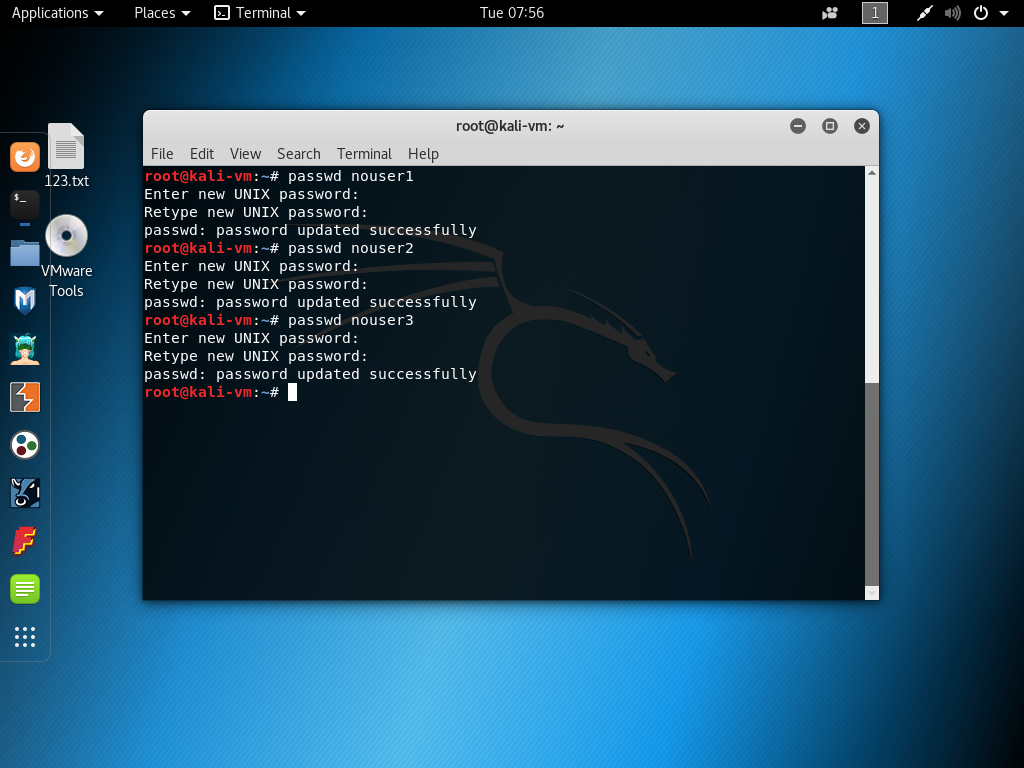 Applications Places Terminal Tue 07:56 1
123.txt
VMware
Tools
root@kali-vm: ~
File Edit View Search Terminal Help
root@kali-vm:~# passwd nouser1
Enter new UNIX password:
Retype new UNIX password:
passwd: password updated successfully
root@kali-vm:~# passwd nouser2
Enter new UNIX password:
Retype new UNIX password:
passwd: password updated successfully
root@kali-vm:~# passwd nouser3
Enter new UNIX password:
Retype new UNIX password:
passwd: password updated successfully
root@kali-vm:~#